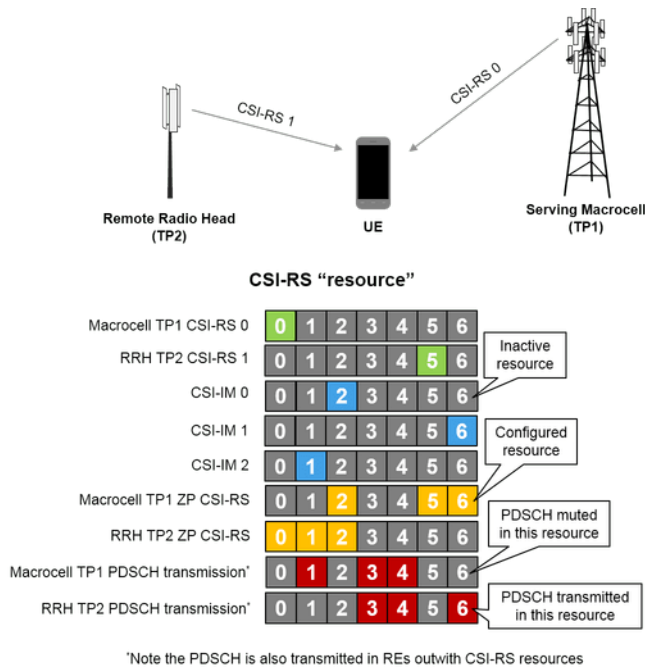 CSI-RS 1
CSI-RS 0
Remote Radio Head
(TP2)
UE
Serving Macrocell
(TP1)
CSI-RS “resource”
Macrocell TP1 CSI-RS 0 0 1 2 3 4 5 6
RRH TP2 CSI-RS 1 0 1 2 3 4 5 6
Inactive
resource
CSI-IM 0 0 1 2 3 4 5 6
CSI-IM 1 0 1 2 3 4 5 6
Configured
resource
CSI-IM 2 0 1 2 3 4 5 6
Macrocell TP1 ZP CSI-RS 0 1 2 3 4 5 6
RRH TP2 ZP CSI-RS 0 1 2 3 4 5 6
PDSCH muted
in this resource
Macrocell TP1 PDSCH transmission* 0 1 2 3 4 5 6
RRH TP2 PDSCH transmission* 0 1 2 3 4 5 6
PDSCH transmitted
in this resource
*Note the PDSCH is also transmitted in REs outwith CSI-RS resources